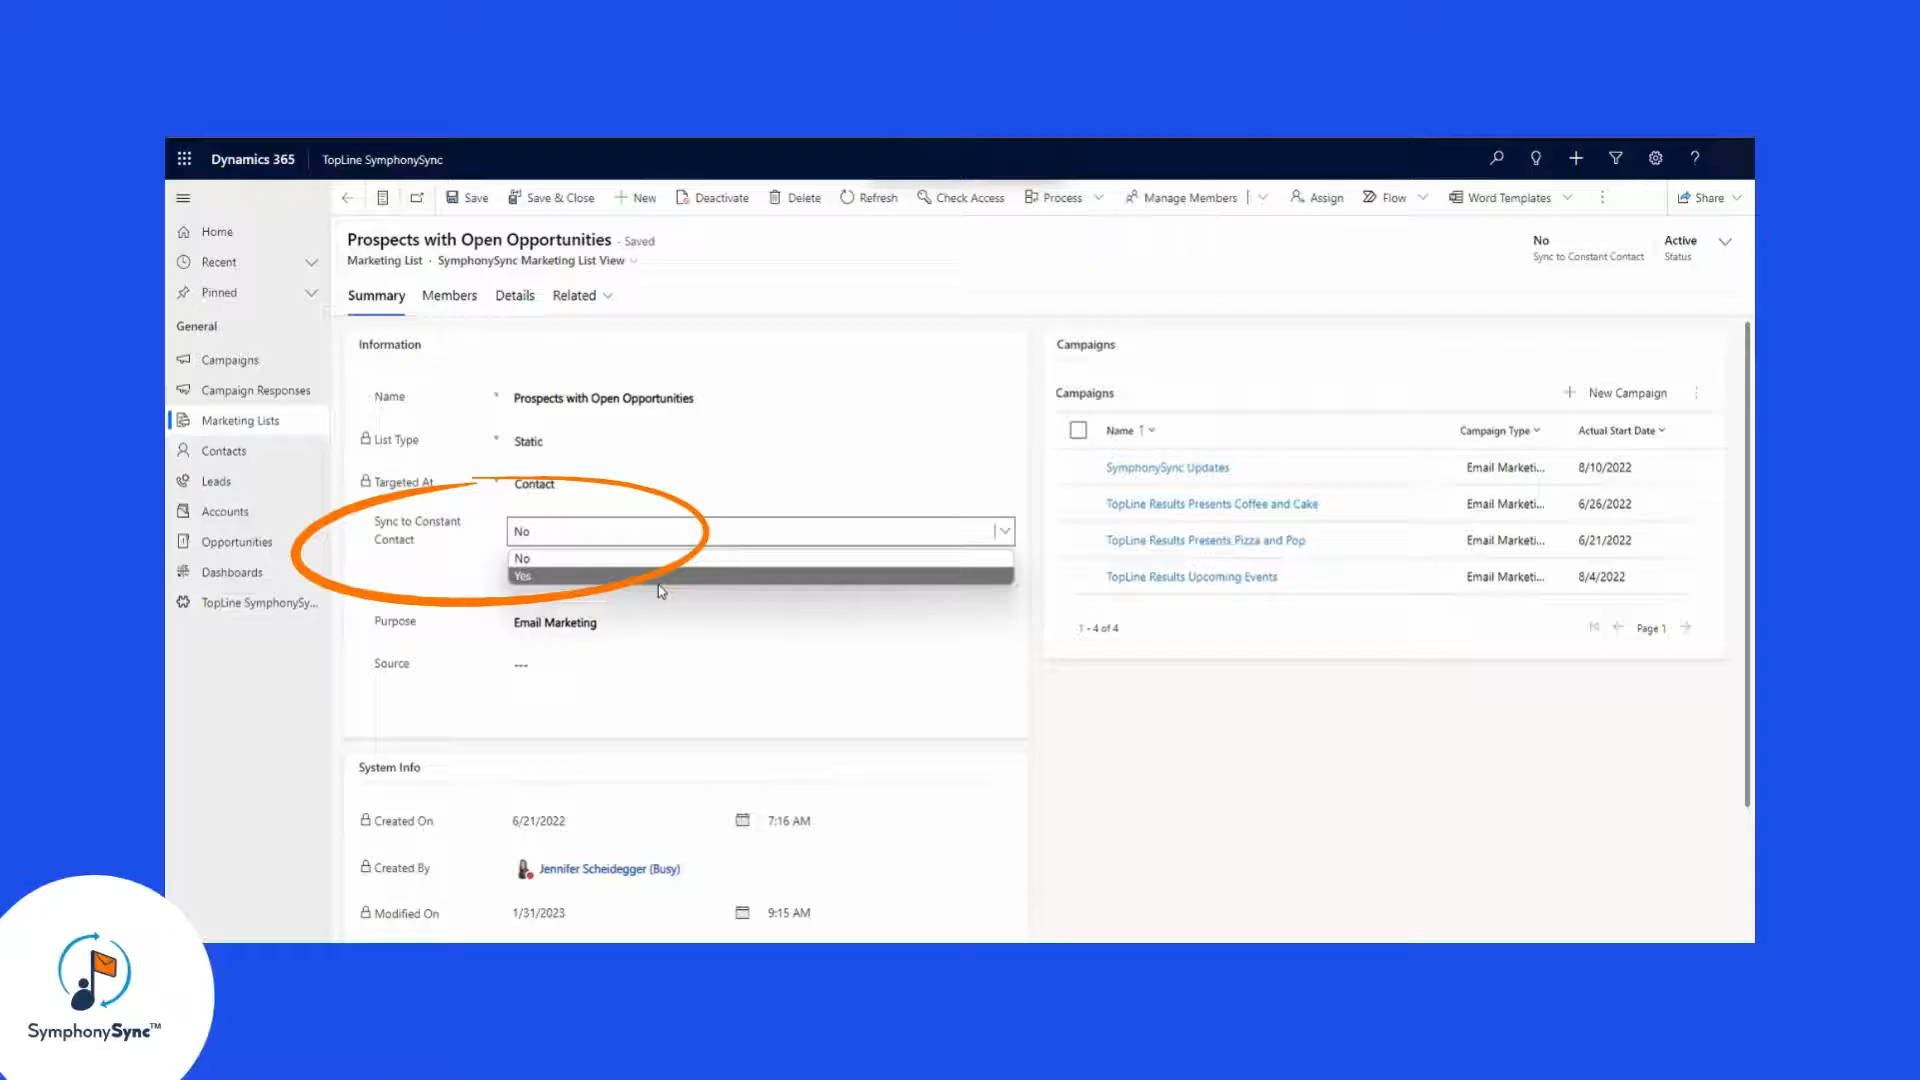 Dynamics 365 TopLine SymphonySync
Save Save & Close New Deactivate Delete Refresh Check Access Process Manage Members Assign Flow Word Templates Share
Home
Recent
Pinned
General
Campaigns
Campaign Responses
Marketing Lists
Contacts
Leads
Accounts
Opportunities
Dashboards
TopLine SymphonySy...
Prospects with Open Opportunities - Saved
Marketing List · SymphonySync Marketing List View
No
Sync to Constant Contact
Active
Status
Summary Members Details Related
Information
Name * Prospects with Open Opportunities
List Type * Static
Targeted At * Contact
Sync to Constant
Contact
No
No
Yes
Purpose Email Marketing
Source ---
System Info
Created On 6/21/2022 7:16 AM
Created By Jennifer Scheidegger (Busy)
Modified On 1/31/2023 9:15 AM
Campaigns
Campaigns New Campaign
Name ↑ Campaign Type Actual Start Date
SymphonySync Updates Email Marketi... 8/10/2022
TopLine Results Presents Coffee and Cake Email Marketi... 6/26/2022
TopLine Results Presents Pizza and Pop Email Marketi... 6/21/2022
TopLine Results Upcoming Events Email Marketi... 8/4/2022
1 - 4 of 4 Page 1
SymphonySync™